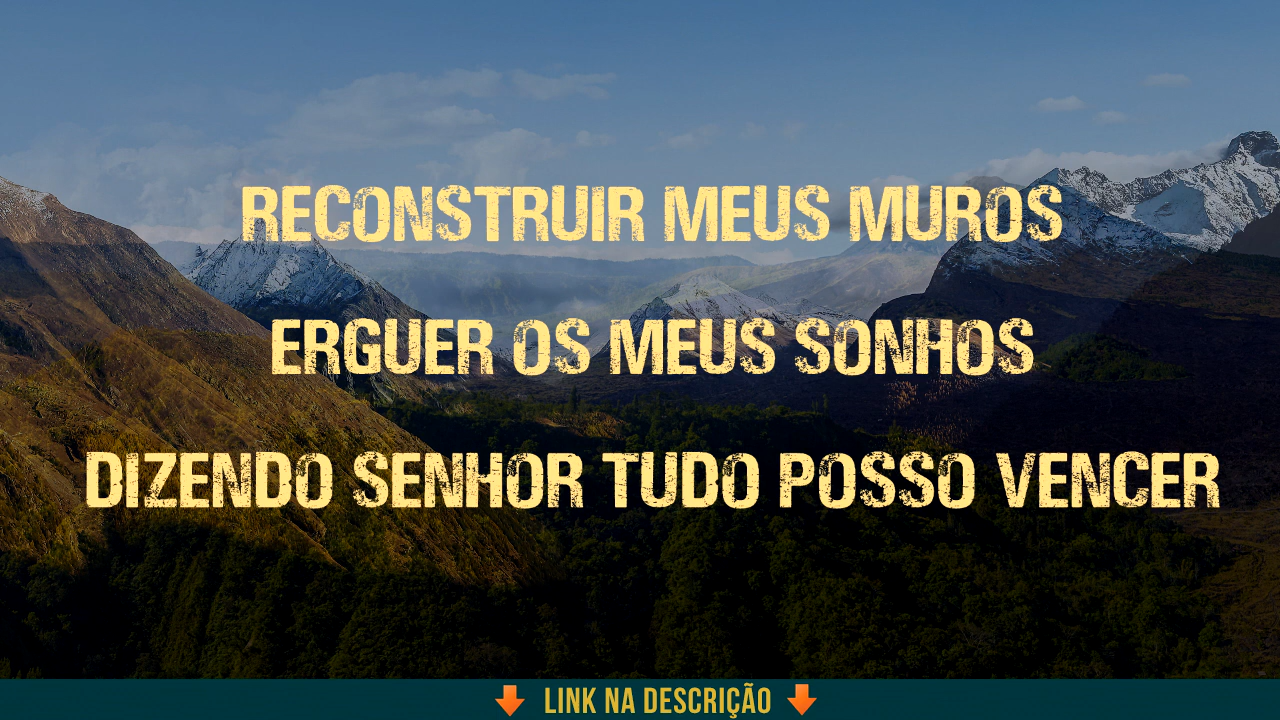 RECONSTRUIR MEUS MUROS
ERGUER OS MEUS SONHOS
DIZENDO SENHOR TUDO POSSO VENCER
LINK NA DESCRIÇÃO